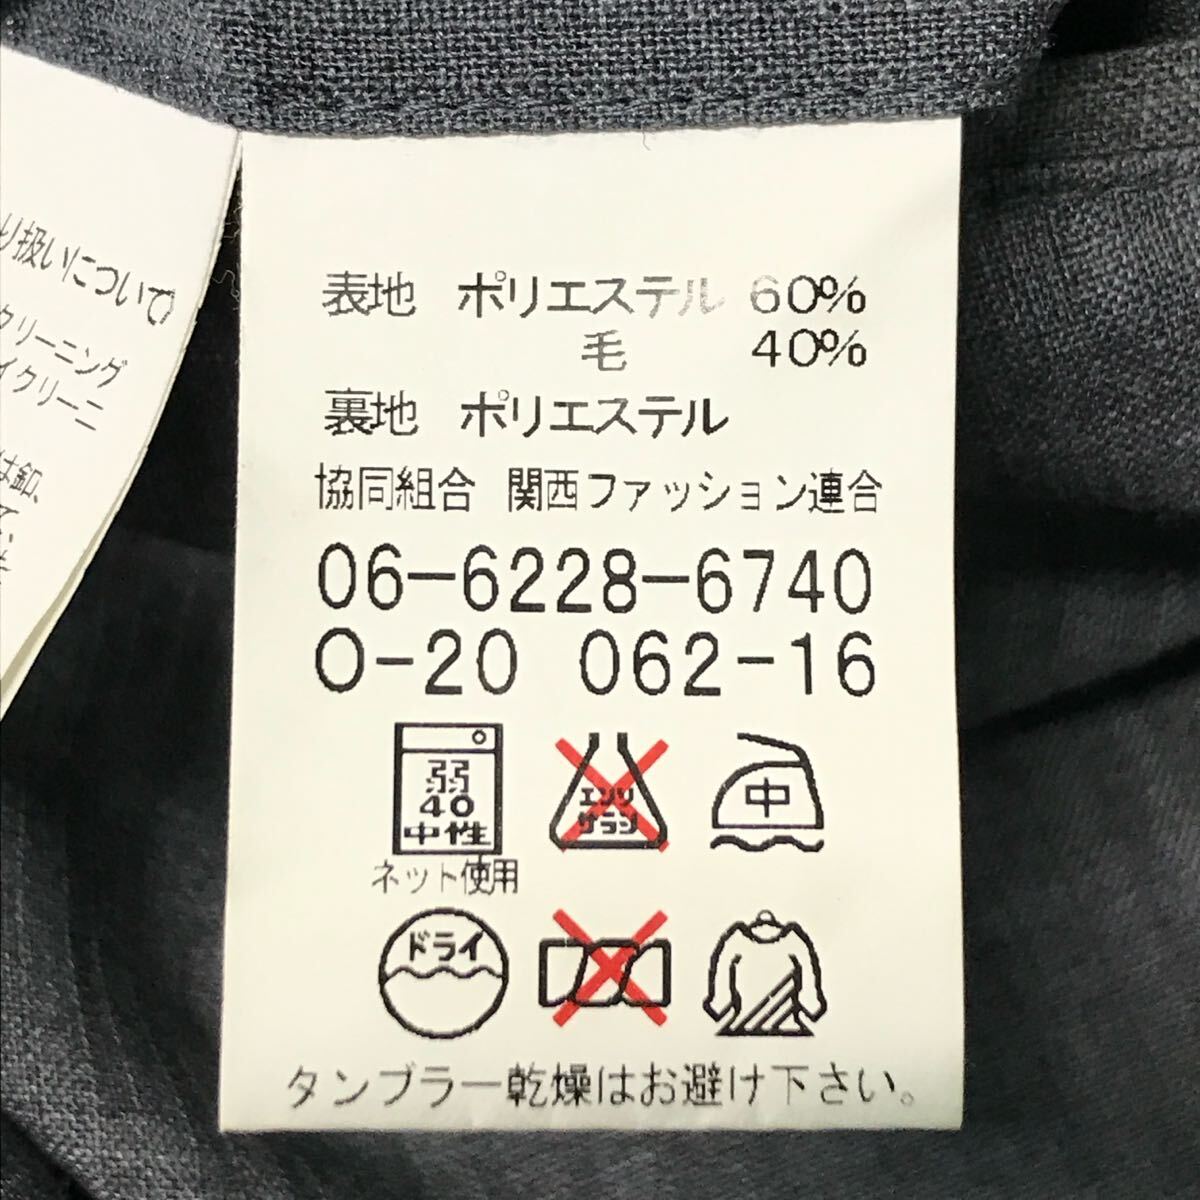 り扱いについて
クリーニング
イクリーニ
は釦、
表地 ポリエステル 60%
毛 40%
裏地 ポリエステル
協同組合 関西ファッション連合
06-6228-6740
O-20 062-16
弱
40
中性
ネット使用
エンソ
サラシ
中
ドライ
タンブラー乾燥はお避け下さい。